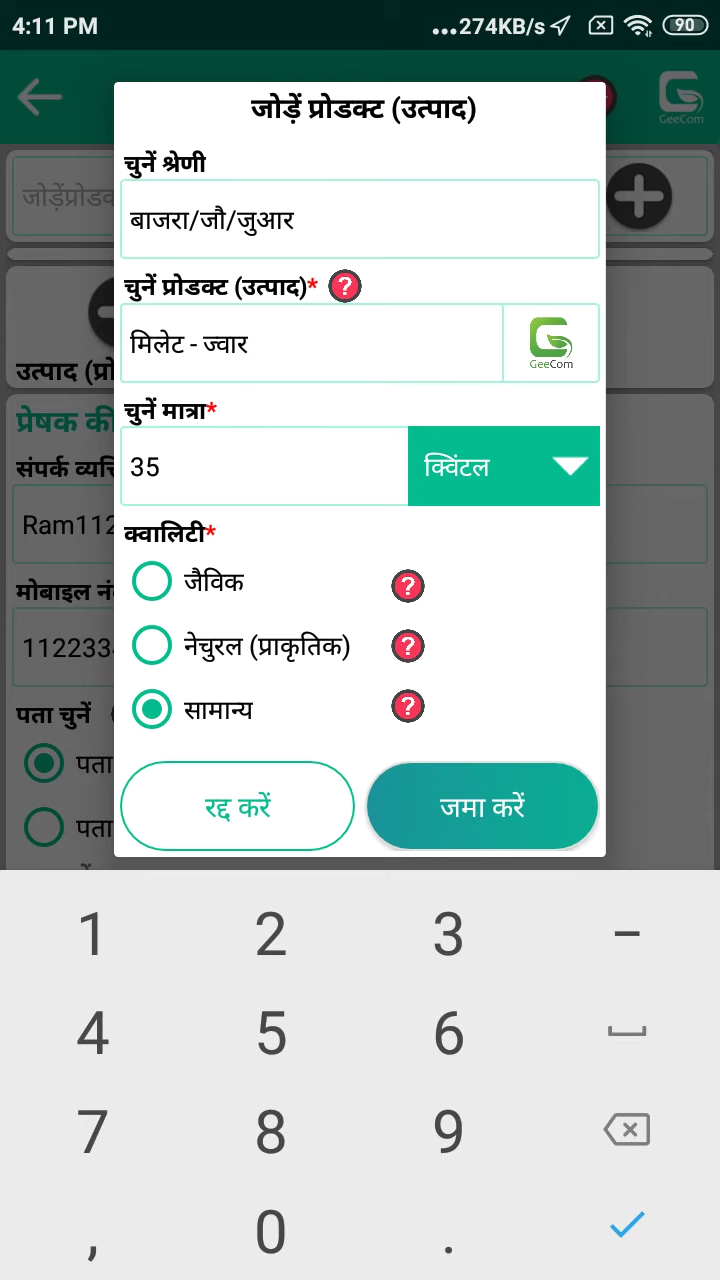 4:11 PM
...274KB/s
90
GeeCom
जोड़ें प्रोडक्ट (उत्पाद)
चुनें श्रेणी
जोड़ेंप्रोडक
बाजरा/जौ/जुआर
चुनें प्रोडक्ट (उत्पाद)* ?
मिलेट - ज्वार
GeeCom
उत्पाद (प्रो
चुनें मात्रा*
प्रेषक की
35
क्विंटल
संपर्क व्यक्ति
Ram112
क्वालिटी*
जैविक ?
मोबाइल नं
नेचुरल (प्राकृतिक) ?
112233
सामान्य ?
पता चुनें
पता
रद्द करें
जमा करें
पता
1 2 3 –
4 5 6
7 8 9
, 0 .